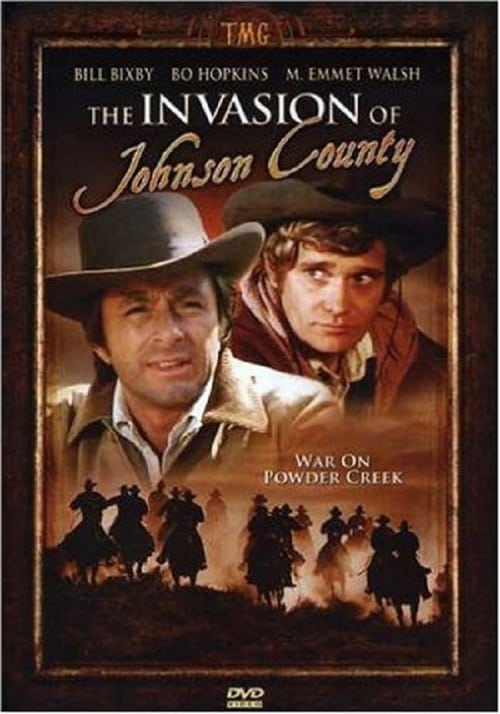 TMG
BILL BIXBY BO HOPKINS M. EMMET WALSH
THE INVASION OF
Johnson County
WAR ON
POWDER CREEK
DVD
VIDEO